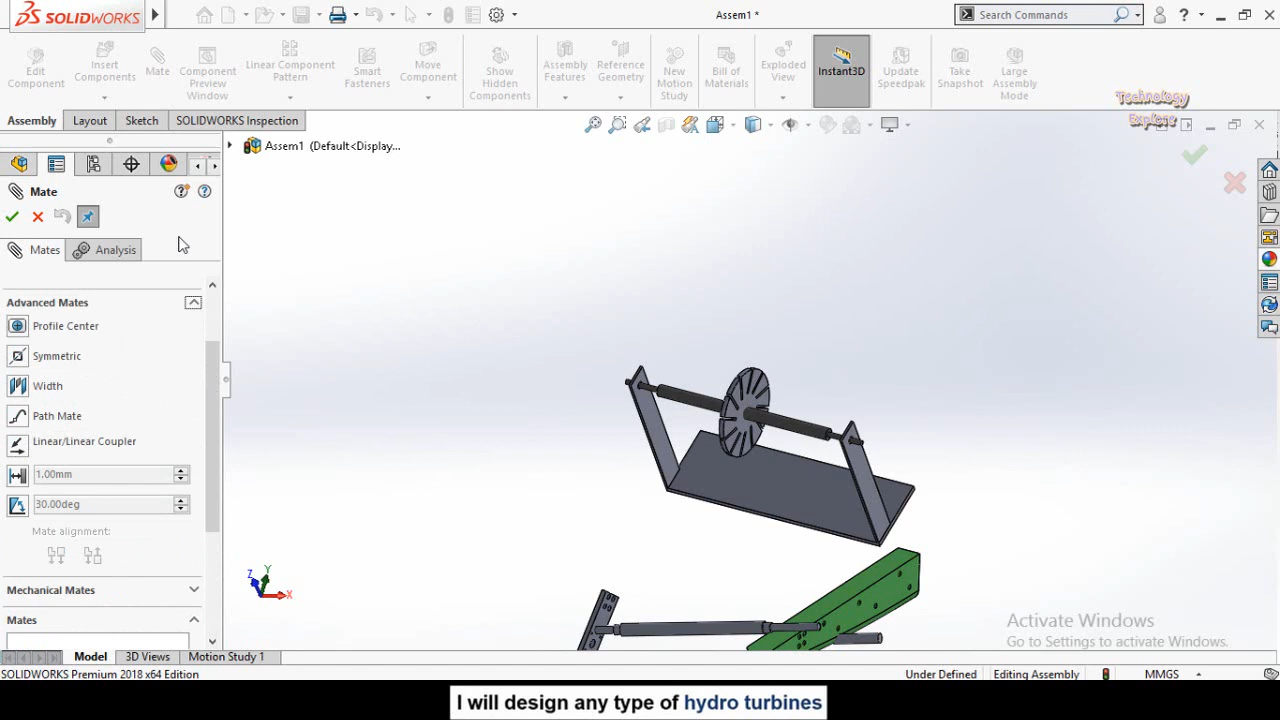 SOLIDWORKS
Assem1 *
Search Commands
Edit Component
Insert Components
Mate
Component Preview Window
Linear Component Pattern
Smart Fasteners
Move Component
Show Hidden Components
Assembly Features
Reference Geometry
New Motion Study
Bill of Materials
Exploded View
Instant3D
Update Speedpak
Take Snapshot
Large Assembly Mode
Technology Explore
Assembly
Layout
Sketch
SOLIDWORKS Inspection
Assem1 (Default<Display...
Mate
Mates
Analysis
Advanced Mates
Profile Center
Symmetric
Width
Path Mate
Linear/Linear Coupler
1.00mm
30.00deg
Mate alignment:
Mechanical Mates
Mates
Z Y X
Activate Windows
Go to Settings to activate Windows.
Model
3D Views
Motion Study 1
SOLIDWORKS Premium 2018 x64 Edition
Under Defined
Editing Assembly
MMGS
I will design any type of hydro turbines